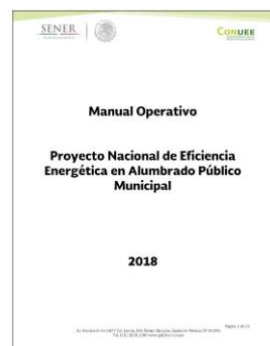 SENER
CONUEE
Manual Operativo
Proyecto Nacional de Eficiencia
Energética en Alumbrado Público
Municipal
2018